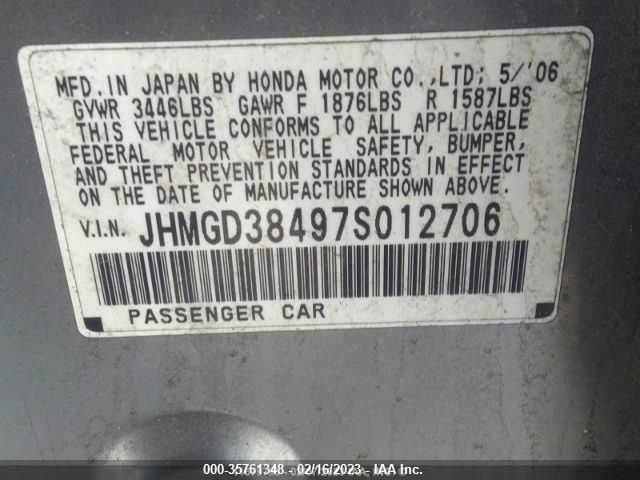 MFD. IN JAPAN BY HONDA MOTOR CO.,LTD; 5/'06
GVWR 3446LBS GAWR F 1876LBS R 1587LBS
THIS VEHICLE CONFORMS TO ALL APPLICABLE
FEDERAL MOTOR VEHICLE SAFETY, BUMPER,
AND THEFT PREVENTION STANDARDS IN EFFECT
ON THE DATE OF MANUFACTURE SHOWN ABOVE.
V.I.N. JHMGD38497S012706
PASSENGER CAR
000-35761348 - 02/16/2023 - IAA Inc.